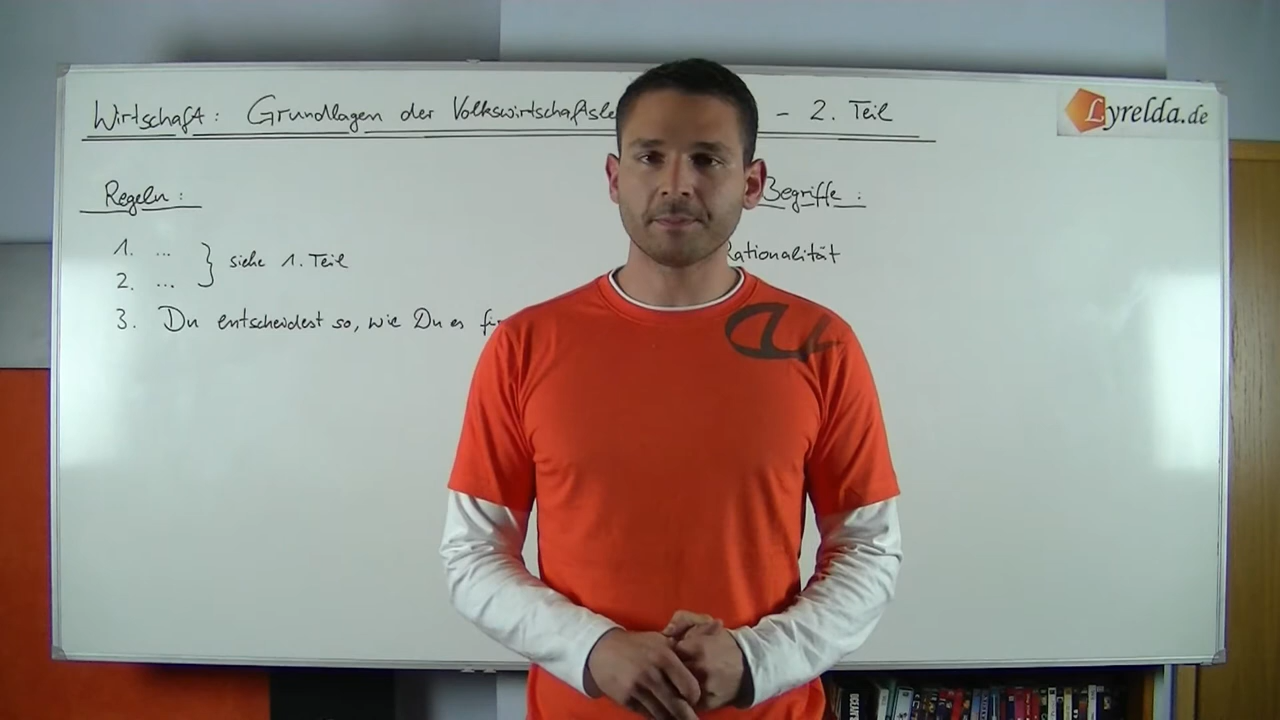 Wirtschaft: Grundlagen der Volkswirtschaftsle - 2. Teil
Lyrelda.de
Regeln:
Begriffe:
1. ...
2. ...
siehe 1. Teil
Rationalität
3. Du entscheidest so, wie Du es fü